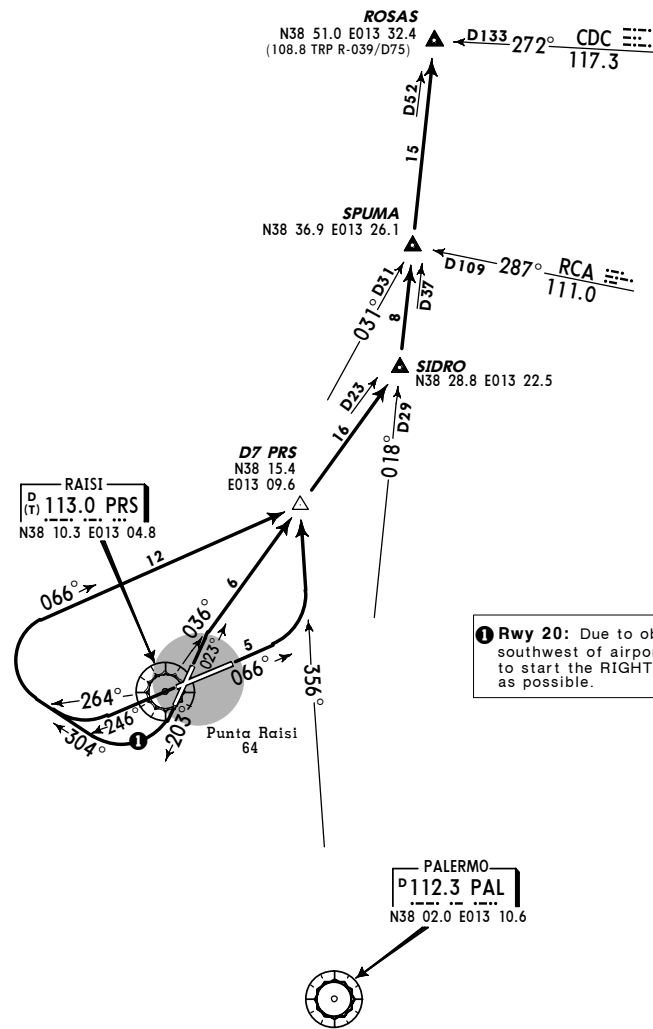 ROSAS
N38 51.0 E013 32.4
(108.8 TRP R-039/D75)
D133 272° CDC
117.3
D52
15
SPUMA
N38 36.9 E013 26.1
D109 287° RCA
111.0
031° D31
8
D37
SIDRO
N38 28.8 E013 22.5
D23
16
018° D29
D7 PRS
N38 15.4
E013 09.6
RAISI
D
(T) 113.0 PRS
N38 10.3 E013 04.8
12
066°
6
036°
023°
5
066°
356°
264°
246°
304°
203°
1
Punta Raisi
64
1 Rwy 20: Due to ob
southwest of airpor
to start the RIGHT
as possible.
PALERMO
D 112.3 PAL
N38 02.0 E013 10.6